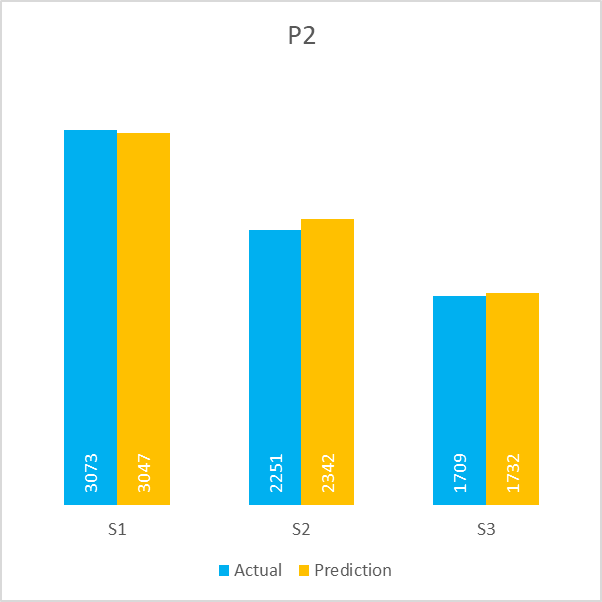 P2
3073 3047 2251 2342 1709 1732
S1 S2 S3
Actual Prediction